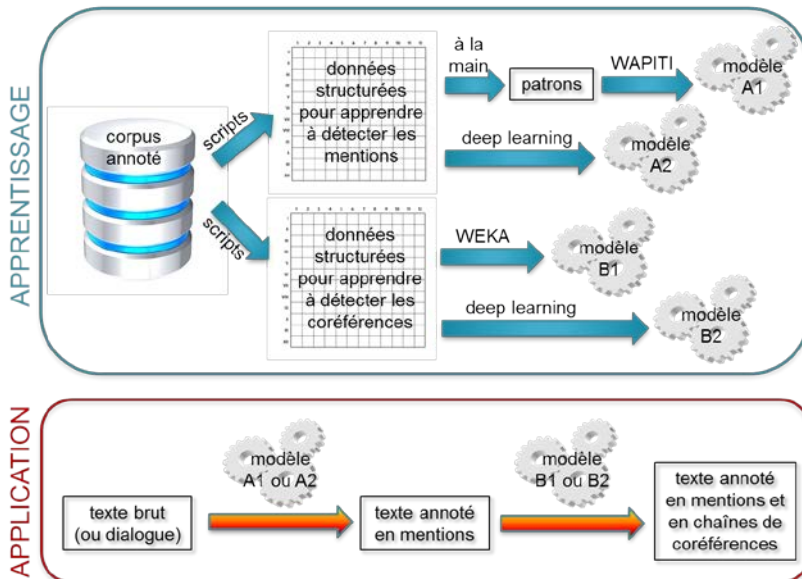 APPRENTISSAGE
corpus
annoté
scripts
scripts
données
structurées
pour apprendre
à détecter les
mentions
à la
main
patrons
WAPITI
modèle
A1
deep learning
modèle
A2
données
structurées
pour apprendre
à détecter les
coréférences
WEKA
modèle
B1
deep learning
modèle
B2
APPLICATION
texte brut
(ou dialogue)
modèle
A1 ou A2
texte annoté
en mentions
modèle
B1 ou B2
texte annoté
en mentions et
en chaînes de
coréférences